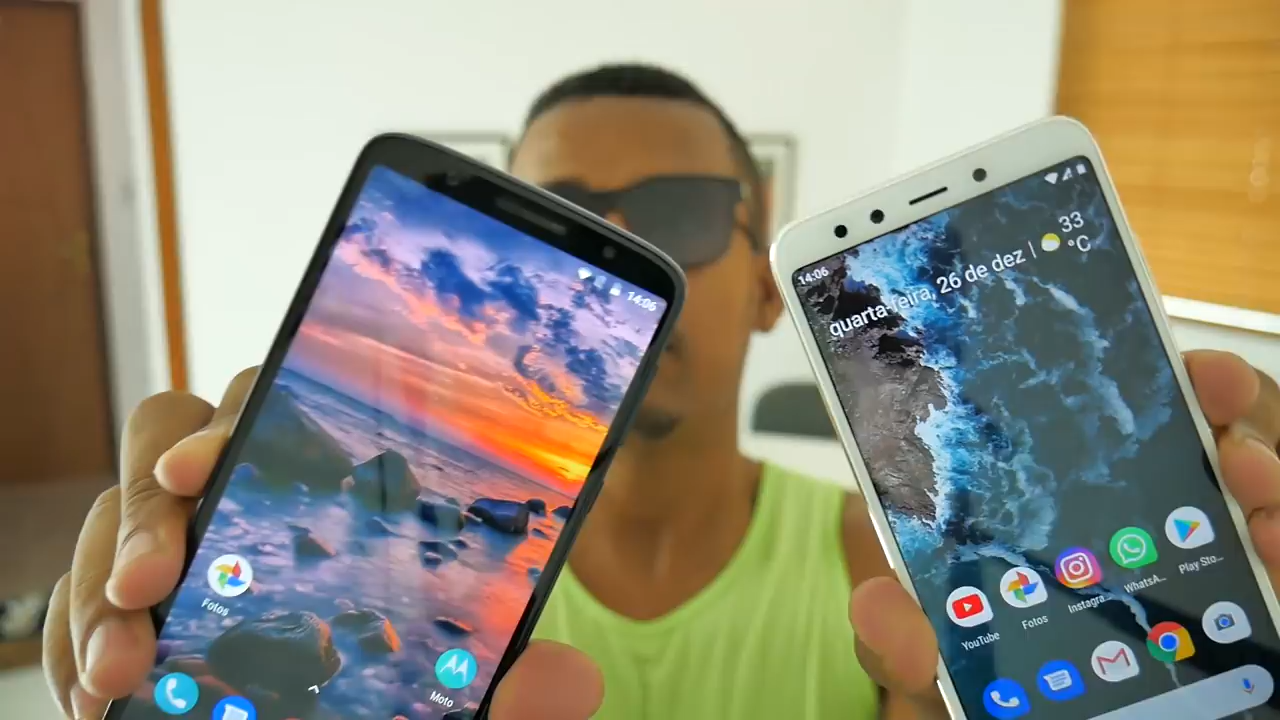 14:06
Fotos
Moto
14:06
quarta-feira, 26 de dez | 33
°C
YouTube
Fotos
Instagra...
WhatsA...
Play Sto...